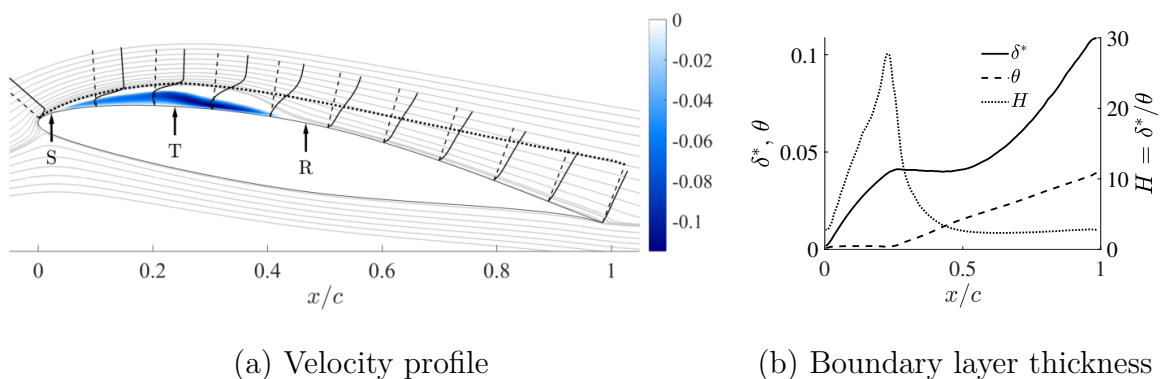 0
-0.02
-0.04
-0.06
-0.08
-0.1
S
T
R
0 0.2 0.4 0.6 0.8 1
x/c
(a) Velocity profile
0.1
0.05
0
δ*, θ
δ*
θ
H
30
20
10
0
H = δ*/θ
0 0.5 1
x/c
(b) Boundary layer thickness